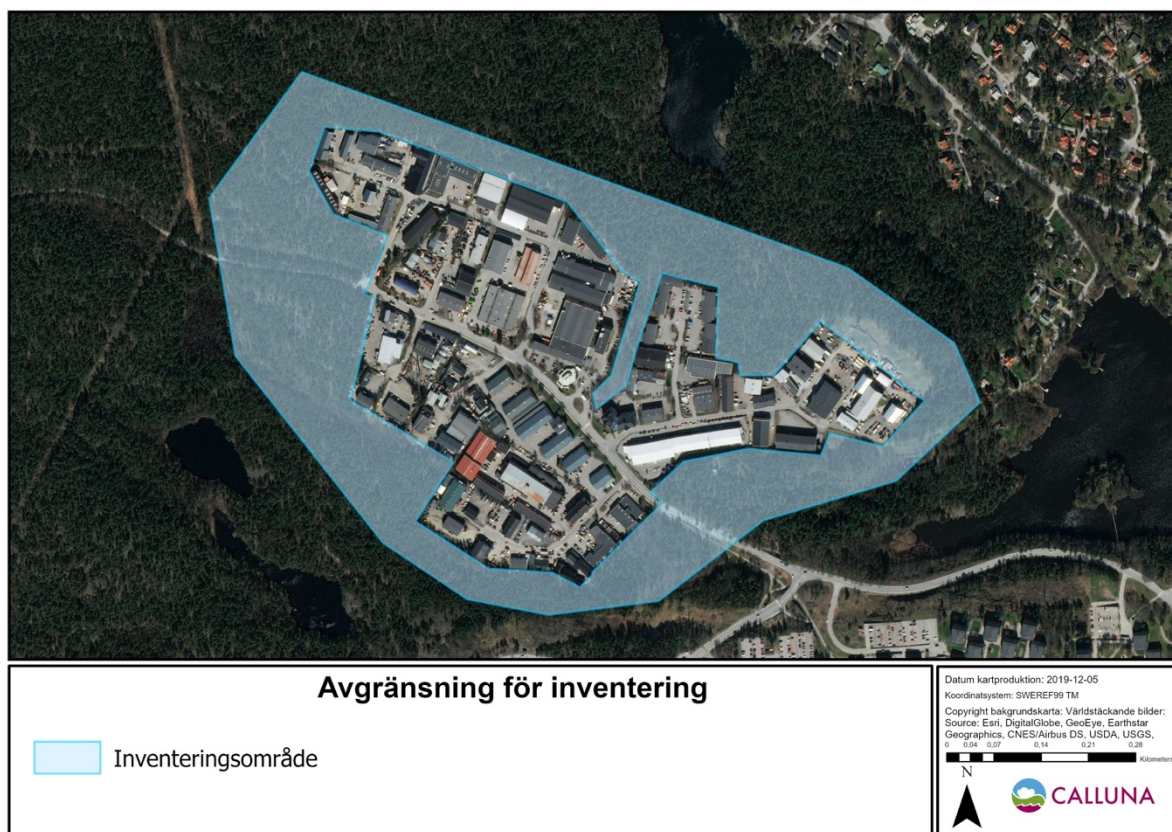 Avgränsning för inventering
Inventeringsområde
Datum kartproduktion: 2019-12-05
Koordinatsystem: SWEREF99 TM
Copyright bakgrundskarta: Världstäckande bilder:
Source: Esri, DigitalGlobe, GeoEye, Earthstar
Geographics, CNES/Airbus DS, USDA, USGS,
0 0,04 0,07 0,14 0,21 0,28
Kilometers
N
CALLUNA